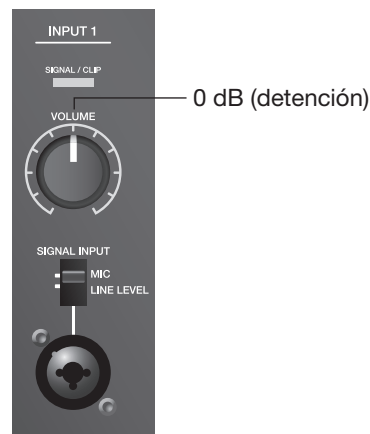 INPUT 1
SIGNAL / CLIP
0 dB (detención)
VOLUME
SIGNAL INPUT
MIC
LINE LEVEL